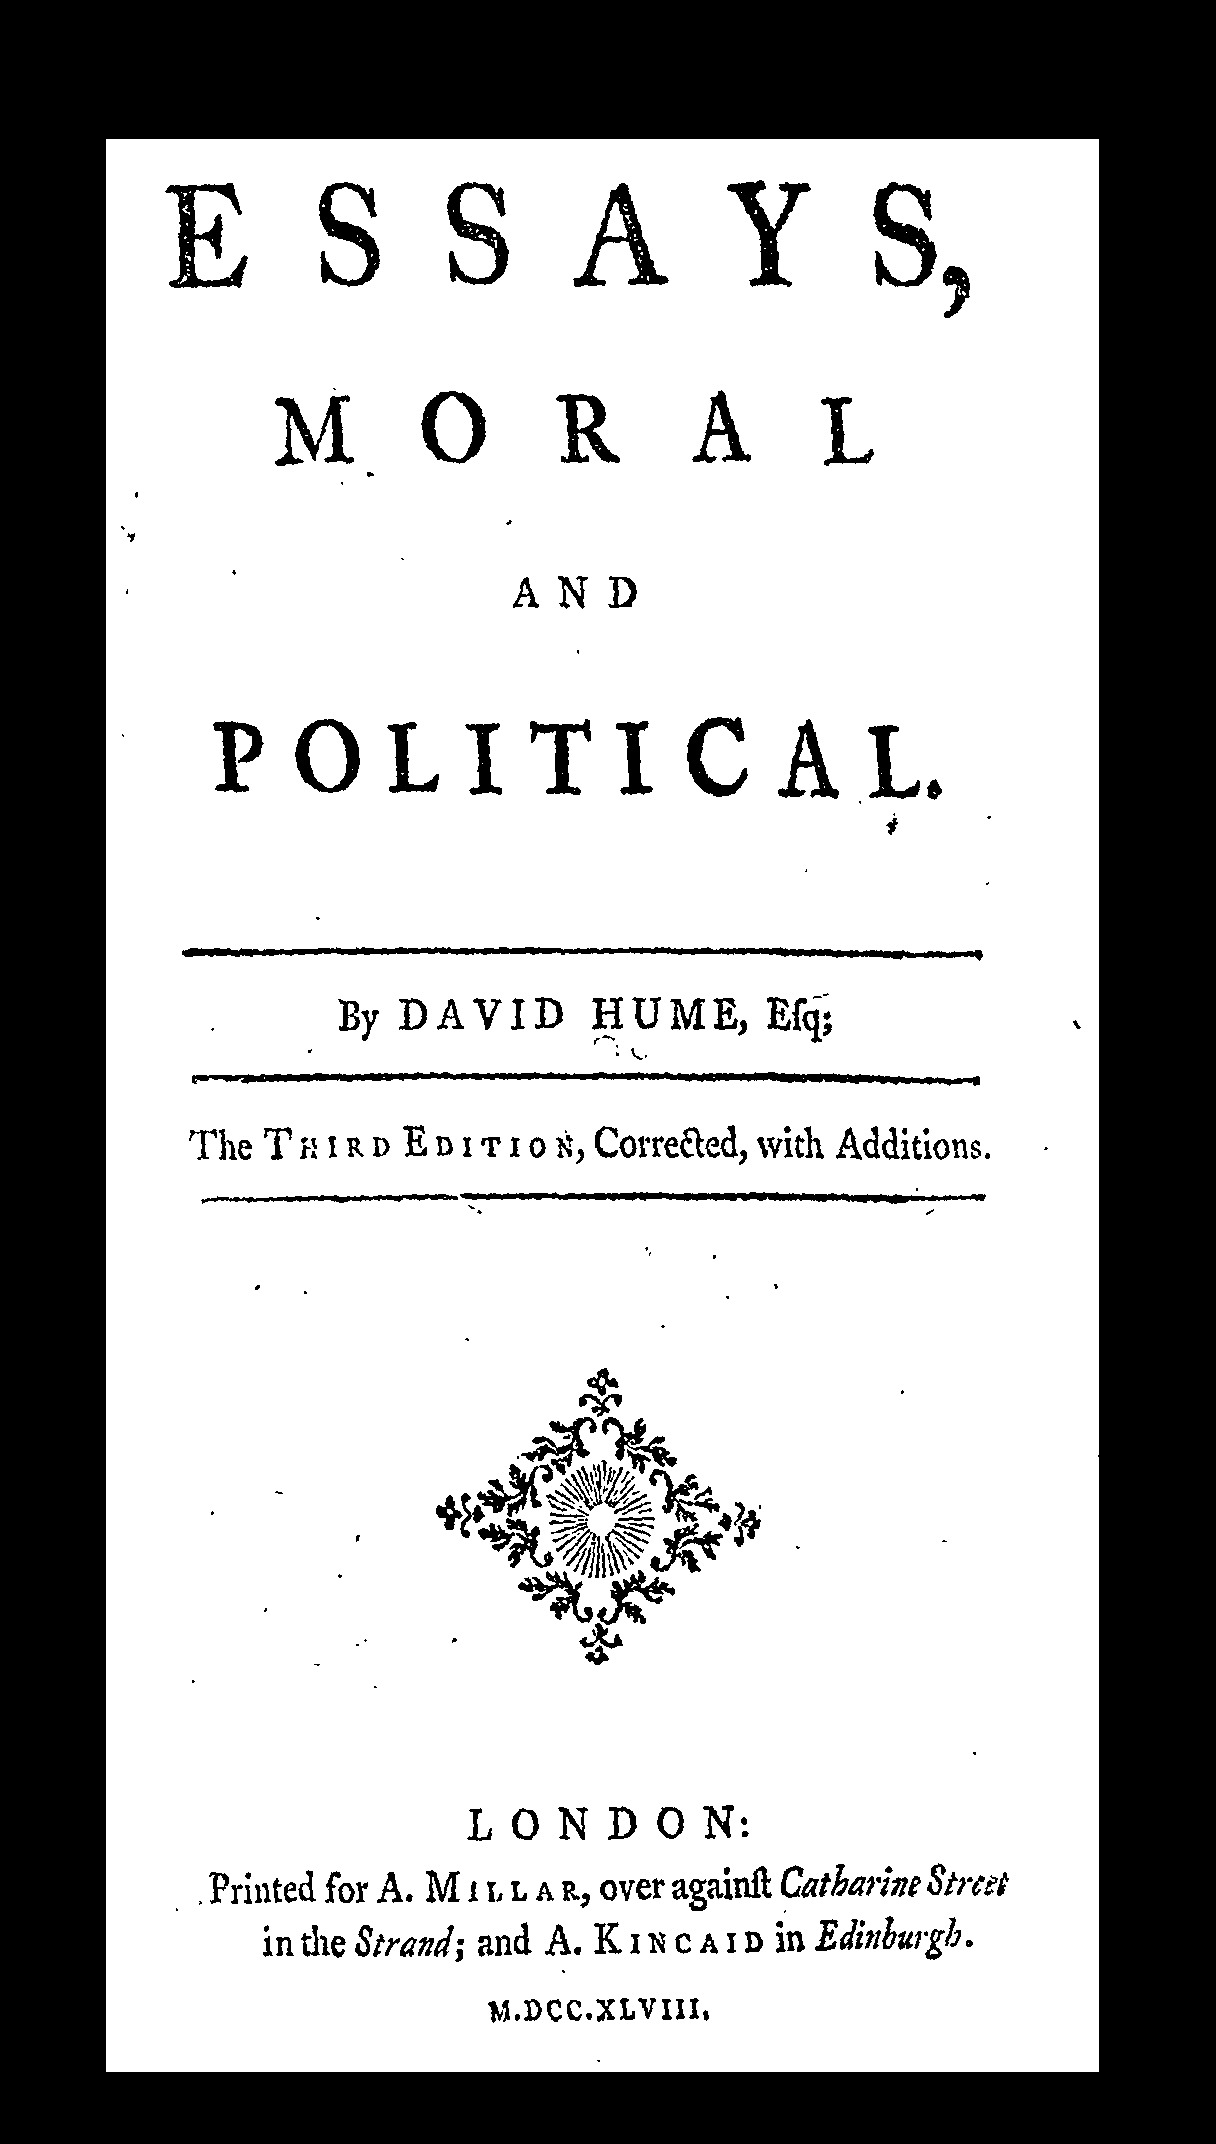 ESSAYS,
MORAL
AND
POLITICAL.
By DAVID HUME, Eſq;
The THIRD EDITION, Corrected, with Additions.
LONDON:
Printed for A. MILLAR, over againſt Catharine Street
in the Strand; and A. KINCAID in Edinburgh.
M.DCC.XLVIII.